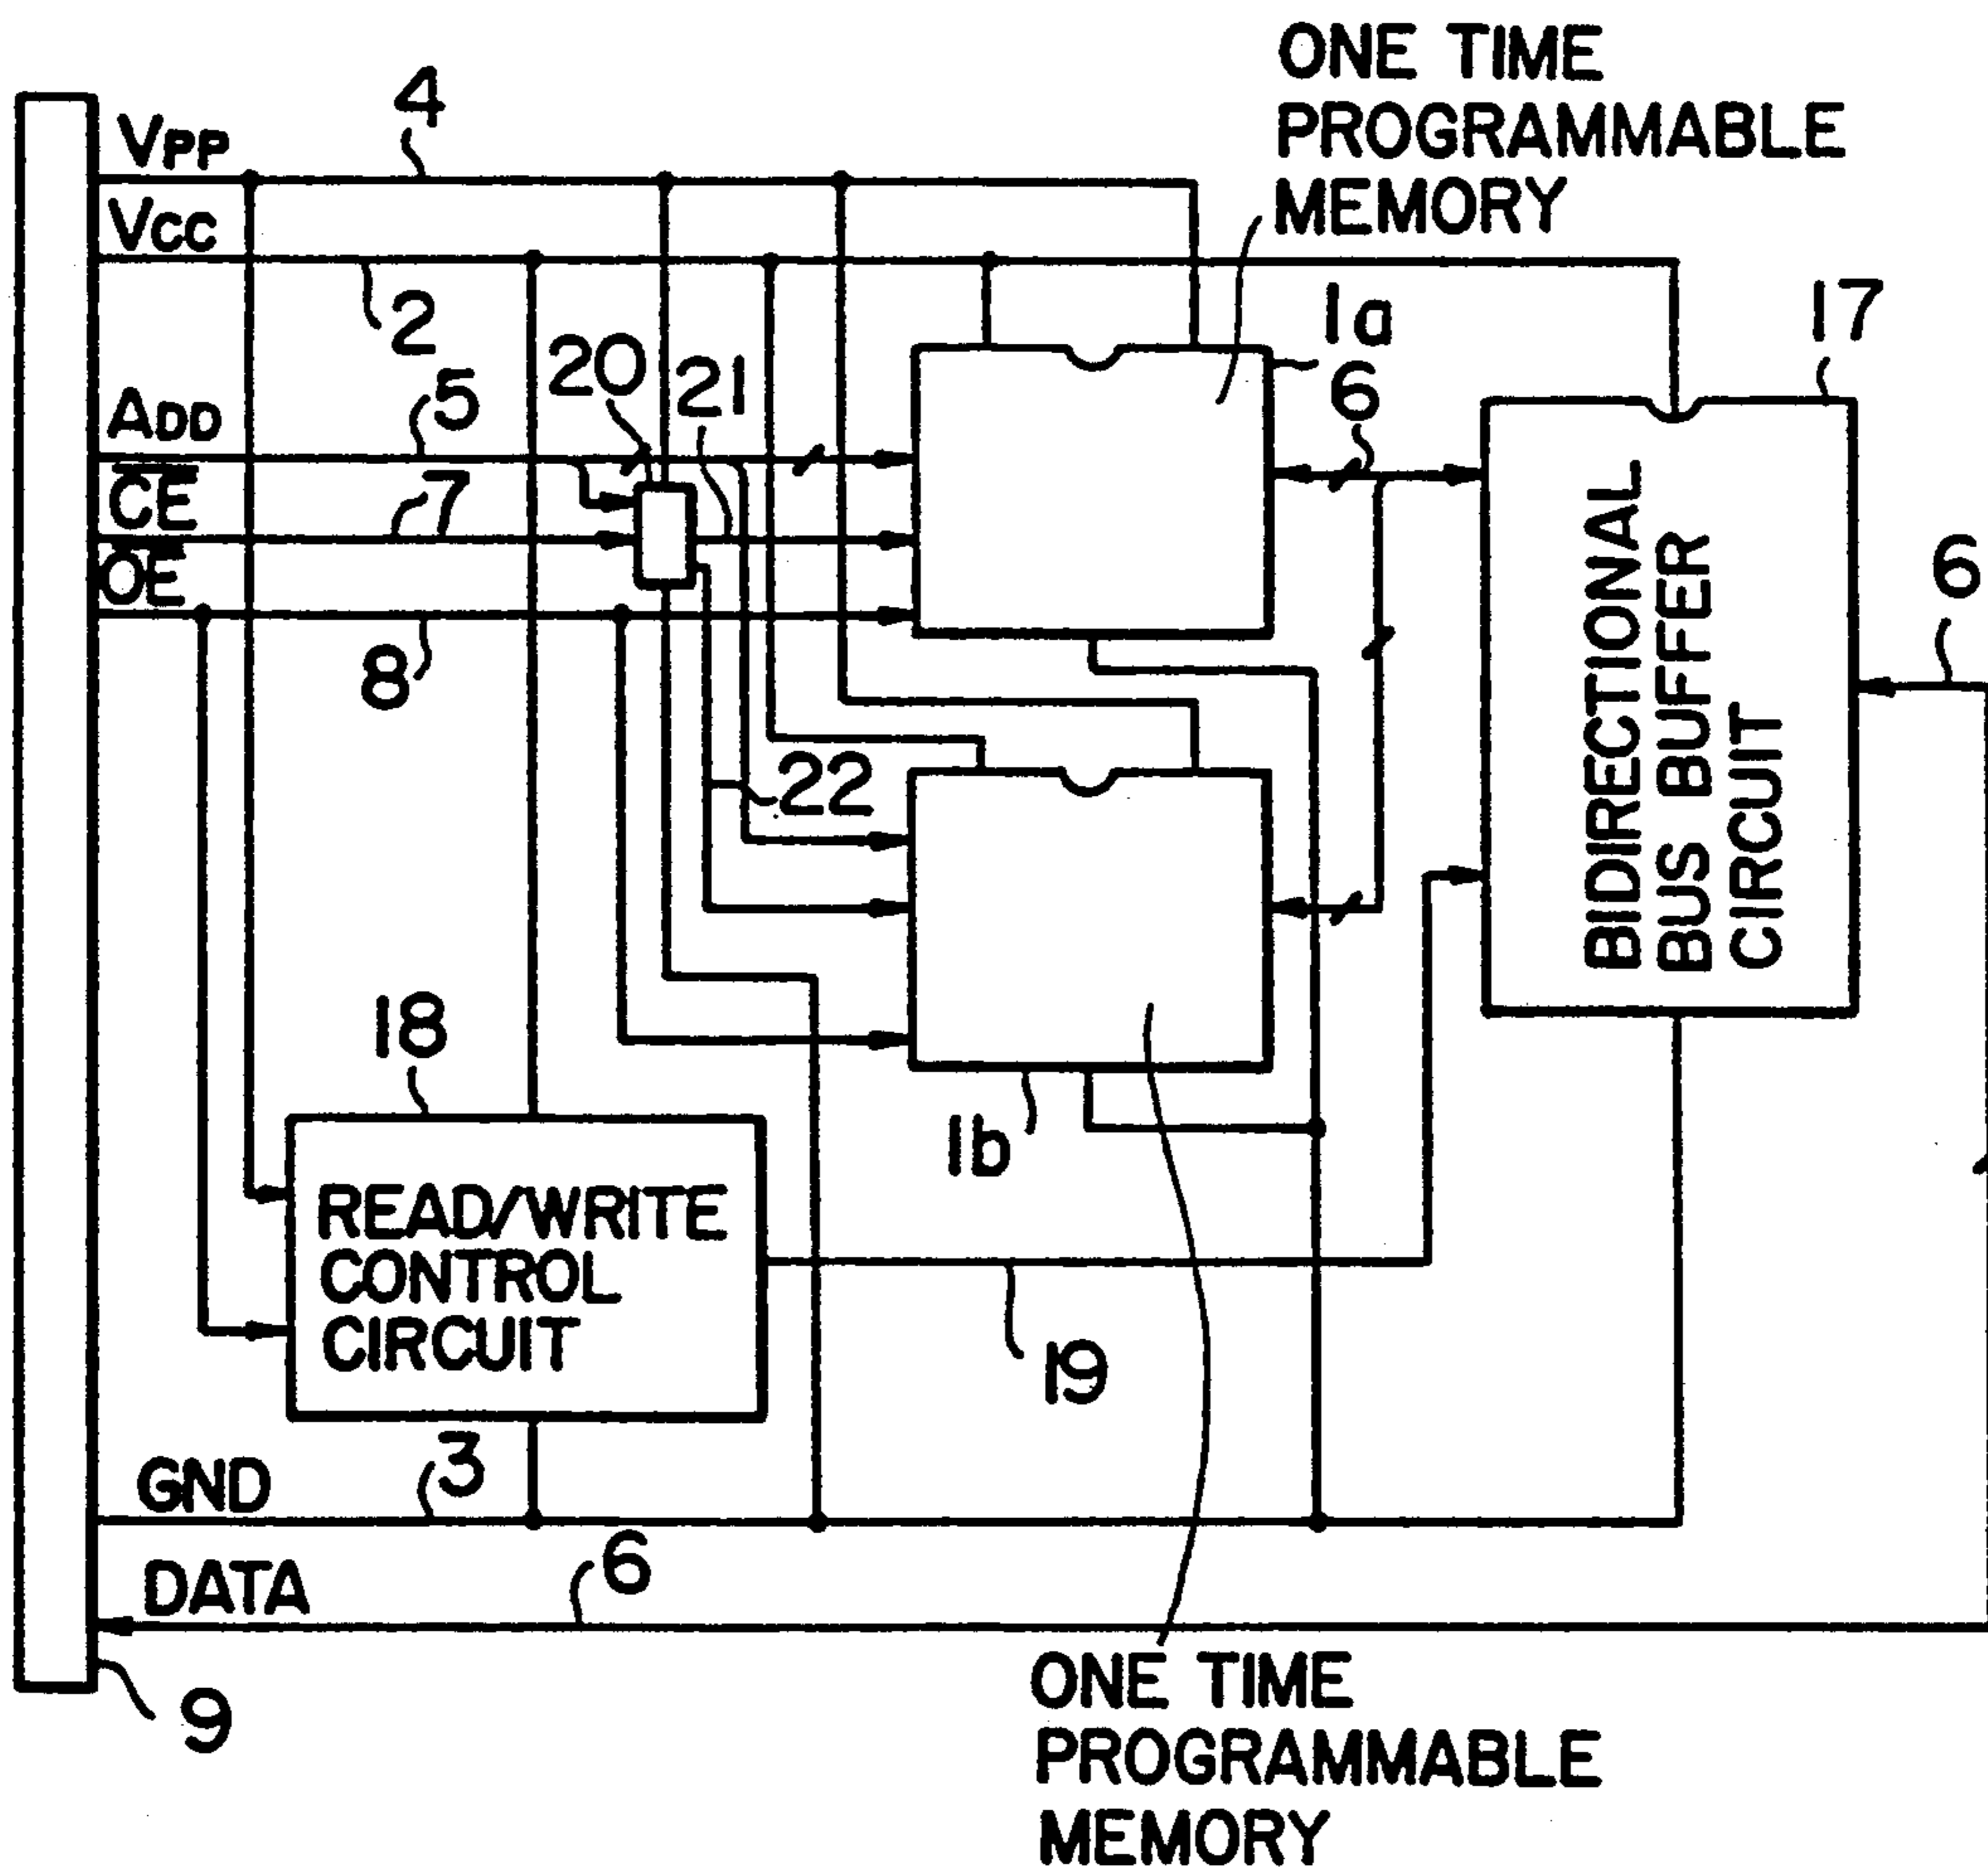 ONE TIME
PROGRAMMABLE
MEMORY
4
VPP
VCC
2
1a
17
20
21
6
ADD
5
CE
7
OE
6
8
BIDIRECTIONAL
BUS BUFFER
CIRCUIT
22
18
1b
READ/WRITE
CONTROL
CIRCUIT
19
GND
3
DATA
6
9
ONE TIME
PROGRAMMABLE
MEMORY